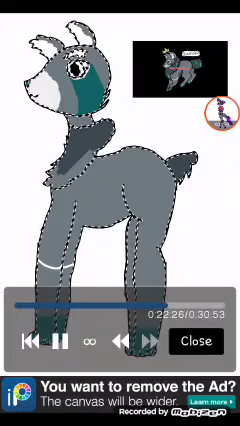 0:22:26/0:30:53
Close
You want to remove the Ad?
The canvas will be wider.
Learn more
Recorded by mobizen